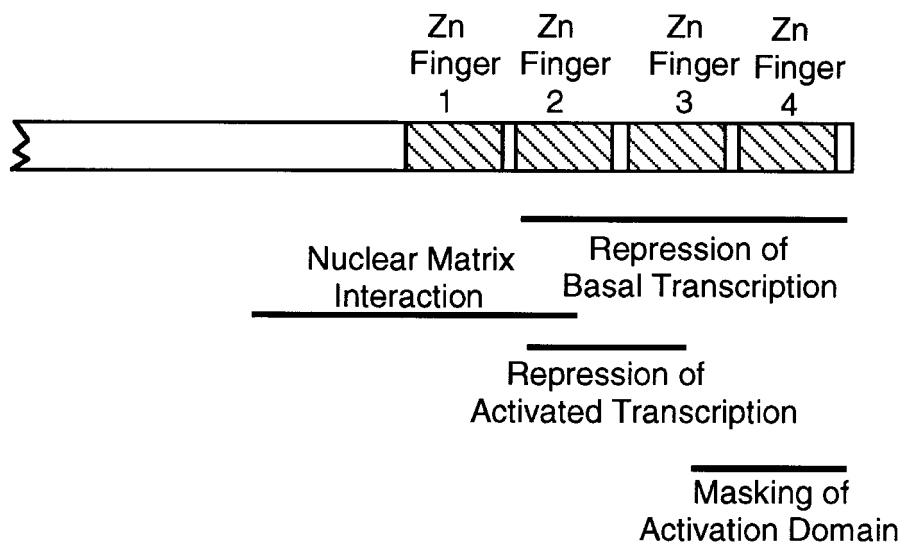 Zn Finger 1
Zn Finger 2
Zn Finger 3
Zn Finger 4
Repression of
Basal Transcription
Nuclear Matrix
Interaction
Repression of
Activated Transcription
Masking of
Activation Domain